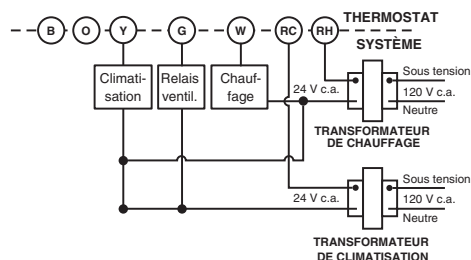 THERMOSTAT
B O Y G W RC RH
SYSTÈME
Climati-
sation
Relais
ventil.
Chauf-
fage
24 V c.a.
Sous tension
120 V c.a.
Neutre
TRANSFORMATEUR
DE CHAUFFAGE
24 V c.a.
Sous tension
120 V c.a.
Neutre
TRANSFORMATEUR
DE CLIMATISATION